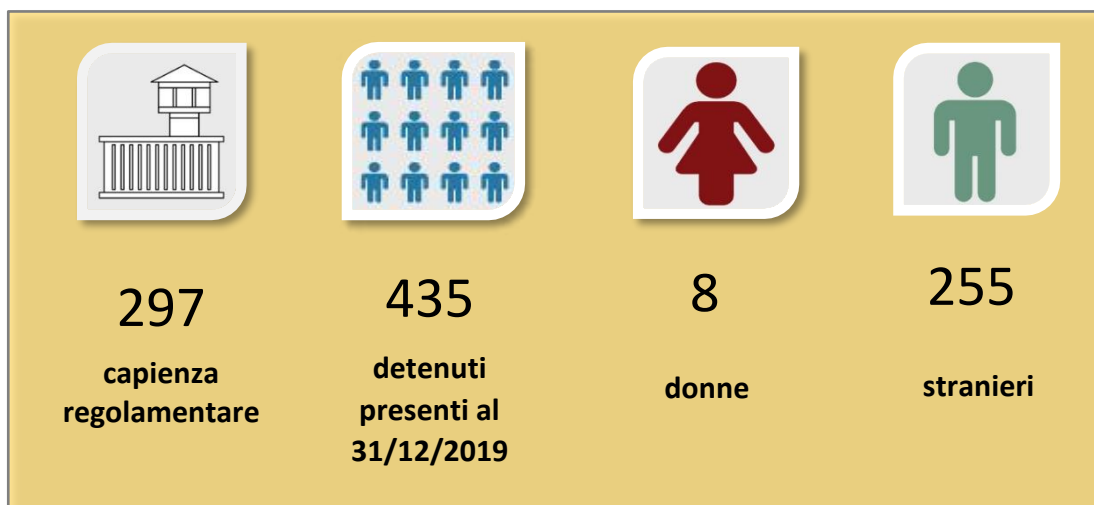 297
capienza
regolamentare
435
detenuti
presenti al
31/12/2019
8
donne
255
stranieri